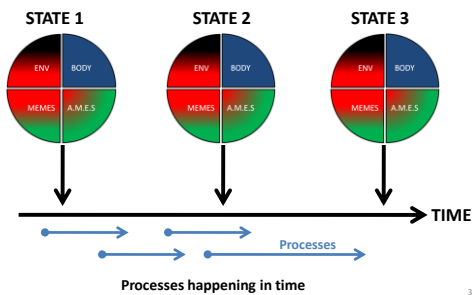 STATE 1
STATE 2
STATE 3
ENV
BODY
ENV
BODY
ENV
BODY
MEMES
A.M.E.S
MEMES
A.M.E.S
MEMES
A.M.E.S
TIME
Processes
Processes happening in time
3